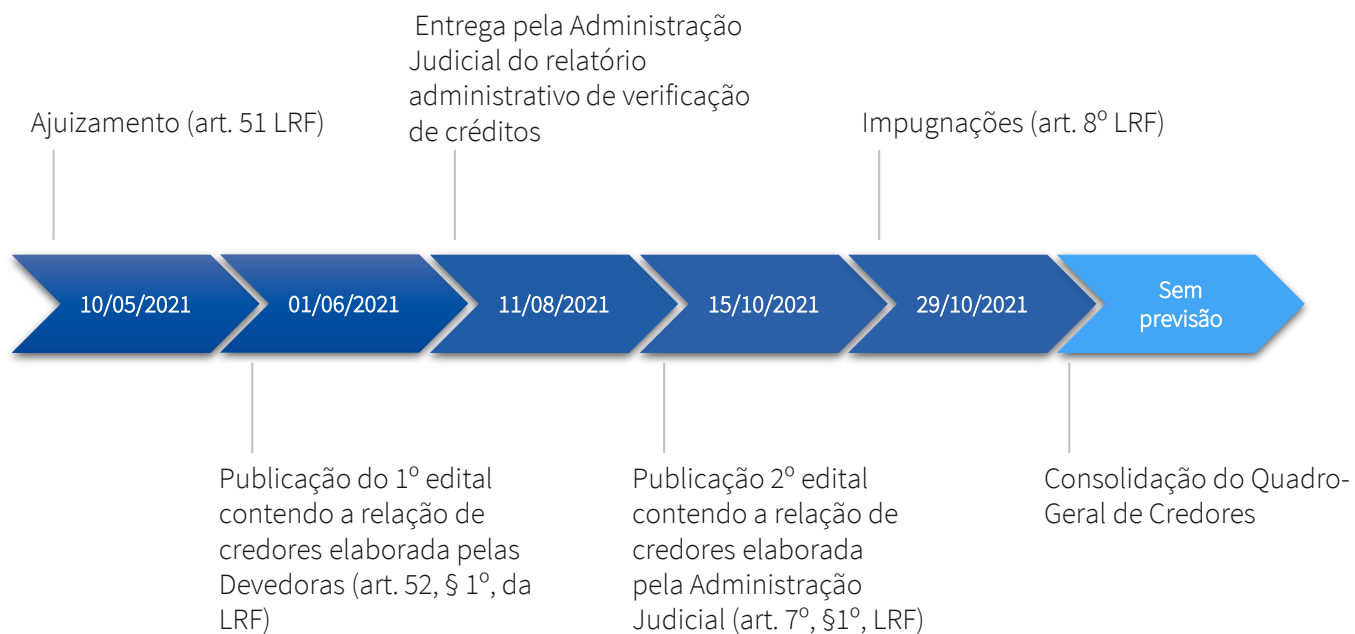 Entrega pela Administração
Judicial do relatório
administrativo de verificação
de créditos
Ajuizamento (art. 51 LRF)
Impugnações (art. 8º LRF)
10/05/2021
01/06/2021
11/08/2021
15/10/2021
29/10/2021
Sem
previsão
Publicação do 1º edital
contendo a relação de
credores elaborada pelas
Devedoras (art. 52, § 1º, da
LRF)
Publicação 2º edital
contendo a relação de
credores elaborada
pela Administração
Judicial (art. 7º, §1º, LRF)
Consolidação do Quadro-
Geral de Credores